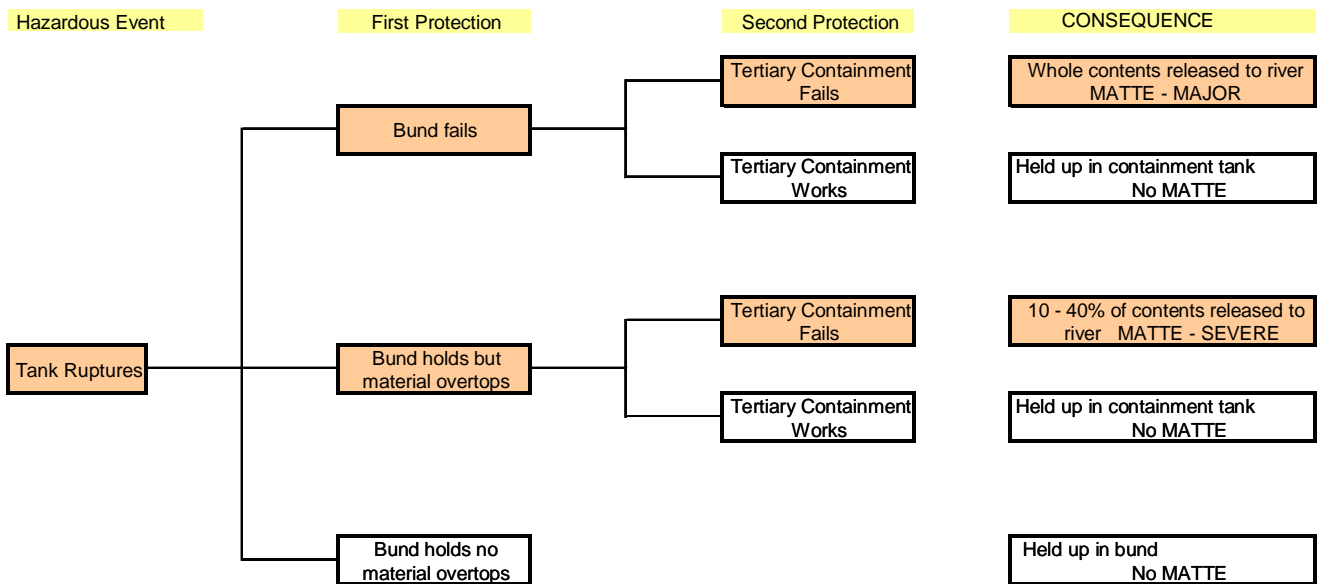 Hazardous Event
First Protection
Second Protection
CONSEQUENCE
Tertiary Containment
Fails
Whole contents released to river
MATTE - MAJOR
Bund fails
Tertiary Containment
Works
Held up in containment tank
No MATTE
Tertiary Containment
Fails
10 - 40% of contents released to
river MATTE - SEVERE
Tank Ruptures
Bund holds but
material overtops
Tertiary Containment
Works
Held up in containment tank
No MATTE
Bund holds no
material overtops
Held up in bund
No MATTE